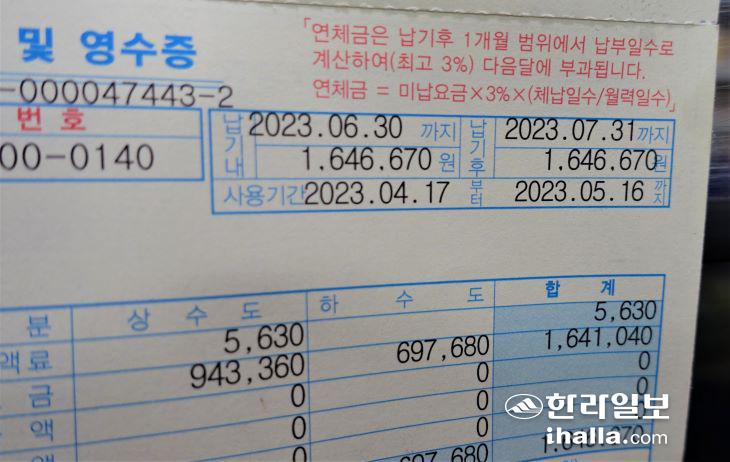 및 영수증
「연체금은 납기후 1개월 범위에서 납부일수로
계산하여(최고 3%) 다음달에 부과됩니다.
연체금 = 미납요금×3%×(체납일수/월력일수)」
-000047443-2
번 호
00-0140
납기내 2023.06.30 까지 납기후 2023.07.31 까지
1,646,670 원 1,646,670 원
사용기간 2023.04.17 부터 2023.05.16 까지
분 상 수 도 하 수 도 합 계
5,630 5,630
액료 943,360 697,680 1,641,040
금 0 0 0
액 0 0 0
0 0 0
액 697,680
한라일보
ihalla.com